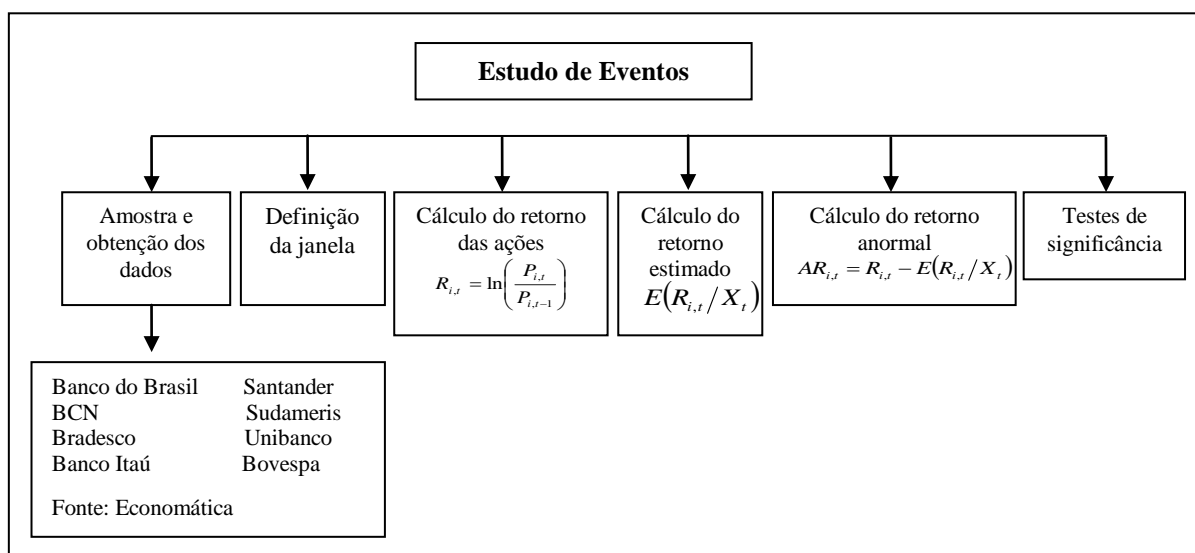 Estudo de Eventos
Amostra e
obtenção dos
dados
Definição
da janela
Cálculo do retorno
das ações
R_{i,t} = ln(P_{i,t}/P_{i,t-1})
Cálculo do
retorno
estimado
E(R_{i,t}/X_t)
Cálculo do retorno
anormal
AR_{i,t} = R_{i,t} - E(R_{i,t}/X_t)
Testes de
significância
Banco do Brasil Santander
BCN Sudameris
Bradesco Unibanco
Banco Itaú Bovespa
Fonte: Economática